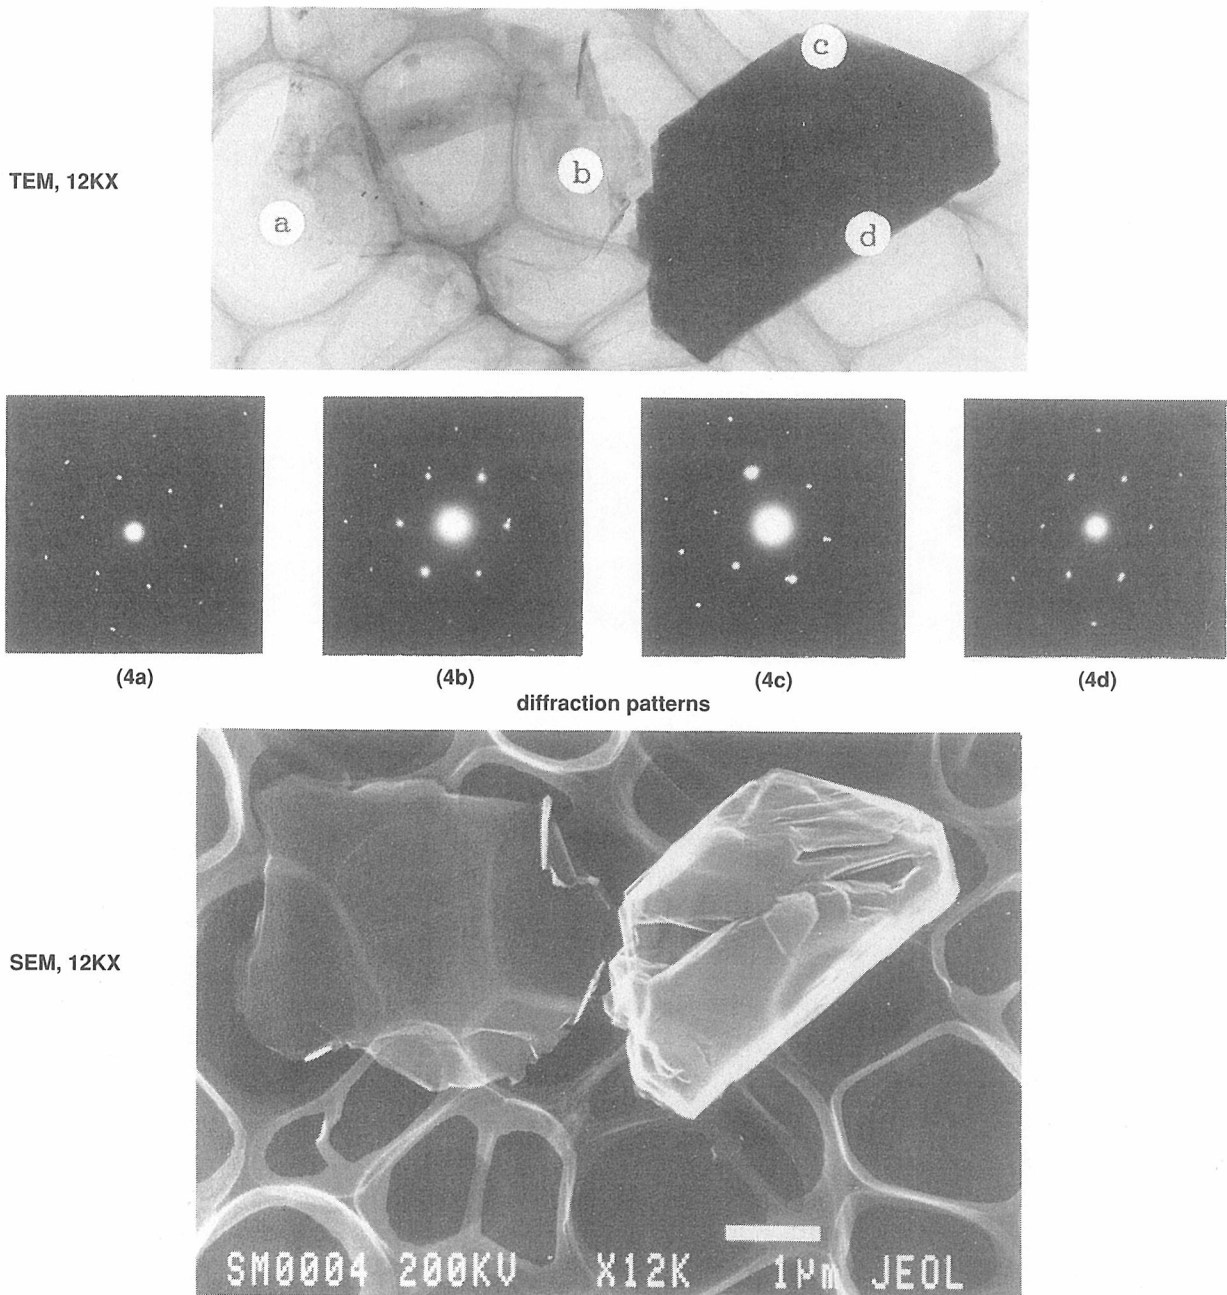 c
TEM, 12KX
b
a
d
(4a) (4b) (4c) (4d)
diffraction patterns
SEM, 12KX
SM0004 200KV X12K 1µm JEOL